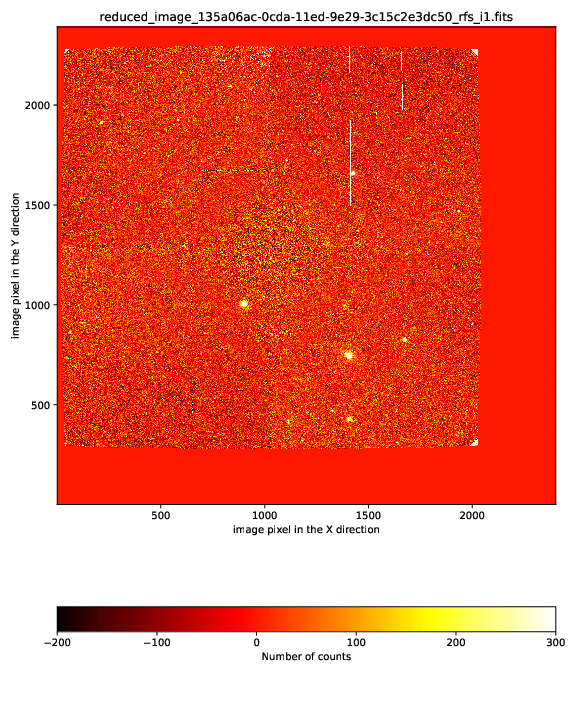 reduced_image_135a06ac-0cda-11ed-9e29-3c15c2e3dc50_rfs_i1.fits
image pixel in the Y direction
2000
1500
1000
500
500 1000 1500 2000
image pixel in the X direction
−200 −100 0 100 200 300
Number of counts